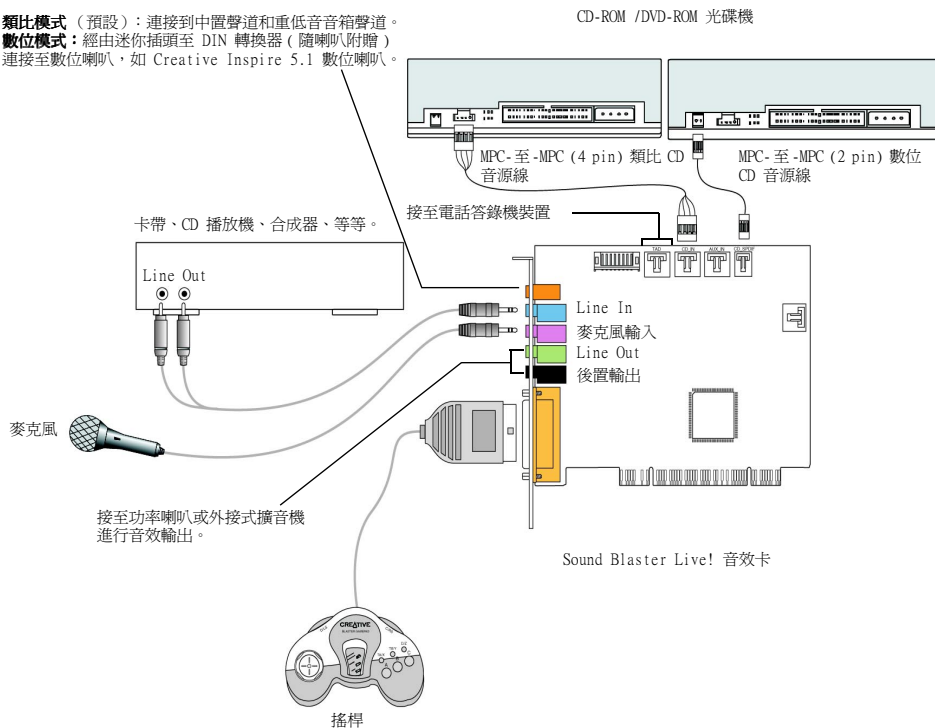 類比模式 (預設):連接到中置聲道和重低音音箱聲道。
數位模式:經由迷你插頭至 DIN 轉換器 ( 隨喇叭附贈 )
連接至數位喇叭,如 Creative Inspire 5.1 數位喇叭。
CD-ROM /DVD-ROM 光碟機
MPC- 至 -MPC (4 pin) 類比 CD
音源線
MPC- 至 -MPC (2 pin) 數位
CD 音源線
接至電話答錄機裝置
卡帶、CD 播放機、合成器、等等。
Line Out
TAD
CD_IN
AUX_IN
CD_SPDIF
Line In
麥克風輸入
Line Out
後置輸出
麥克風
接至功率喇叭或外接式擴音機
進行音效輸出。
Sound Blaster Live! 音效卡
CREATIVE
搖桿